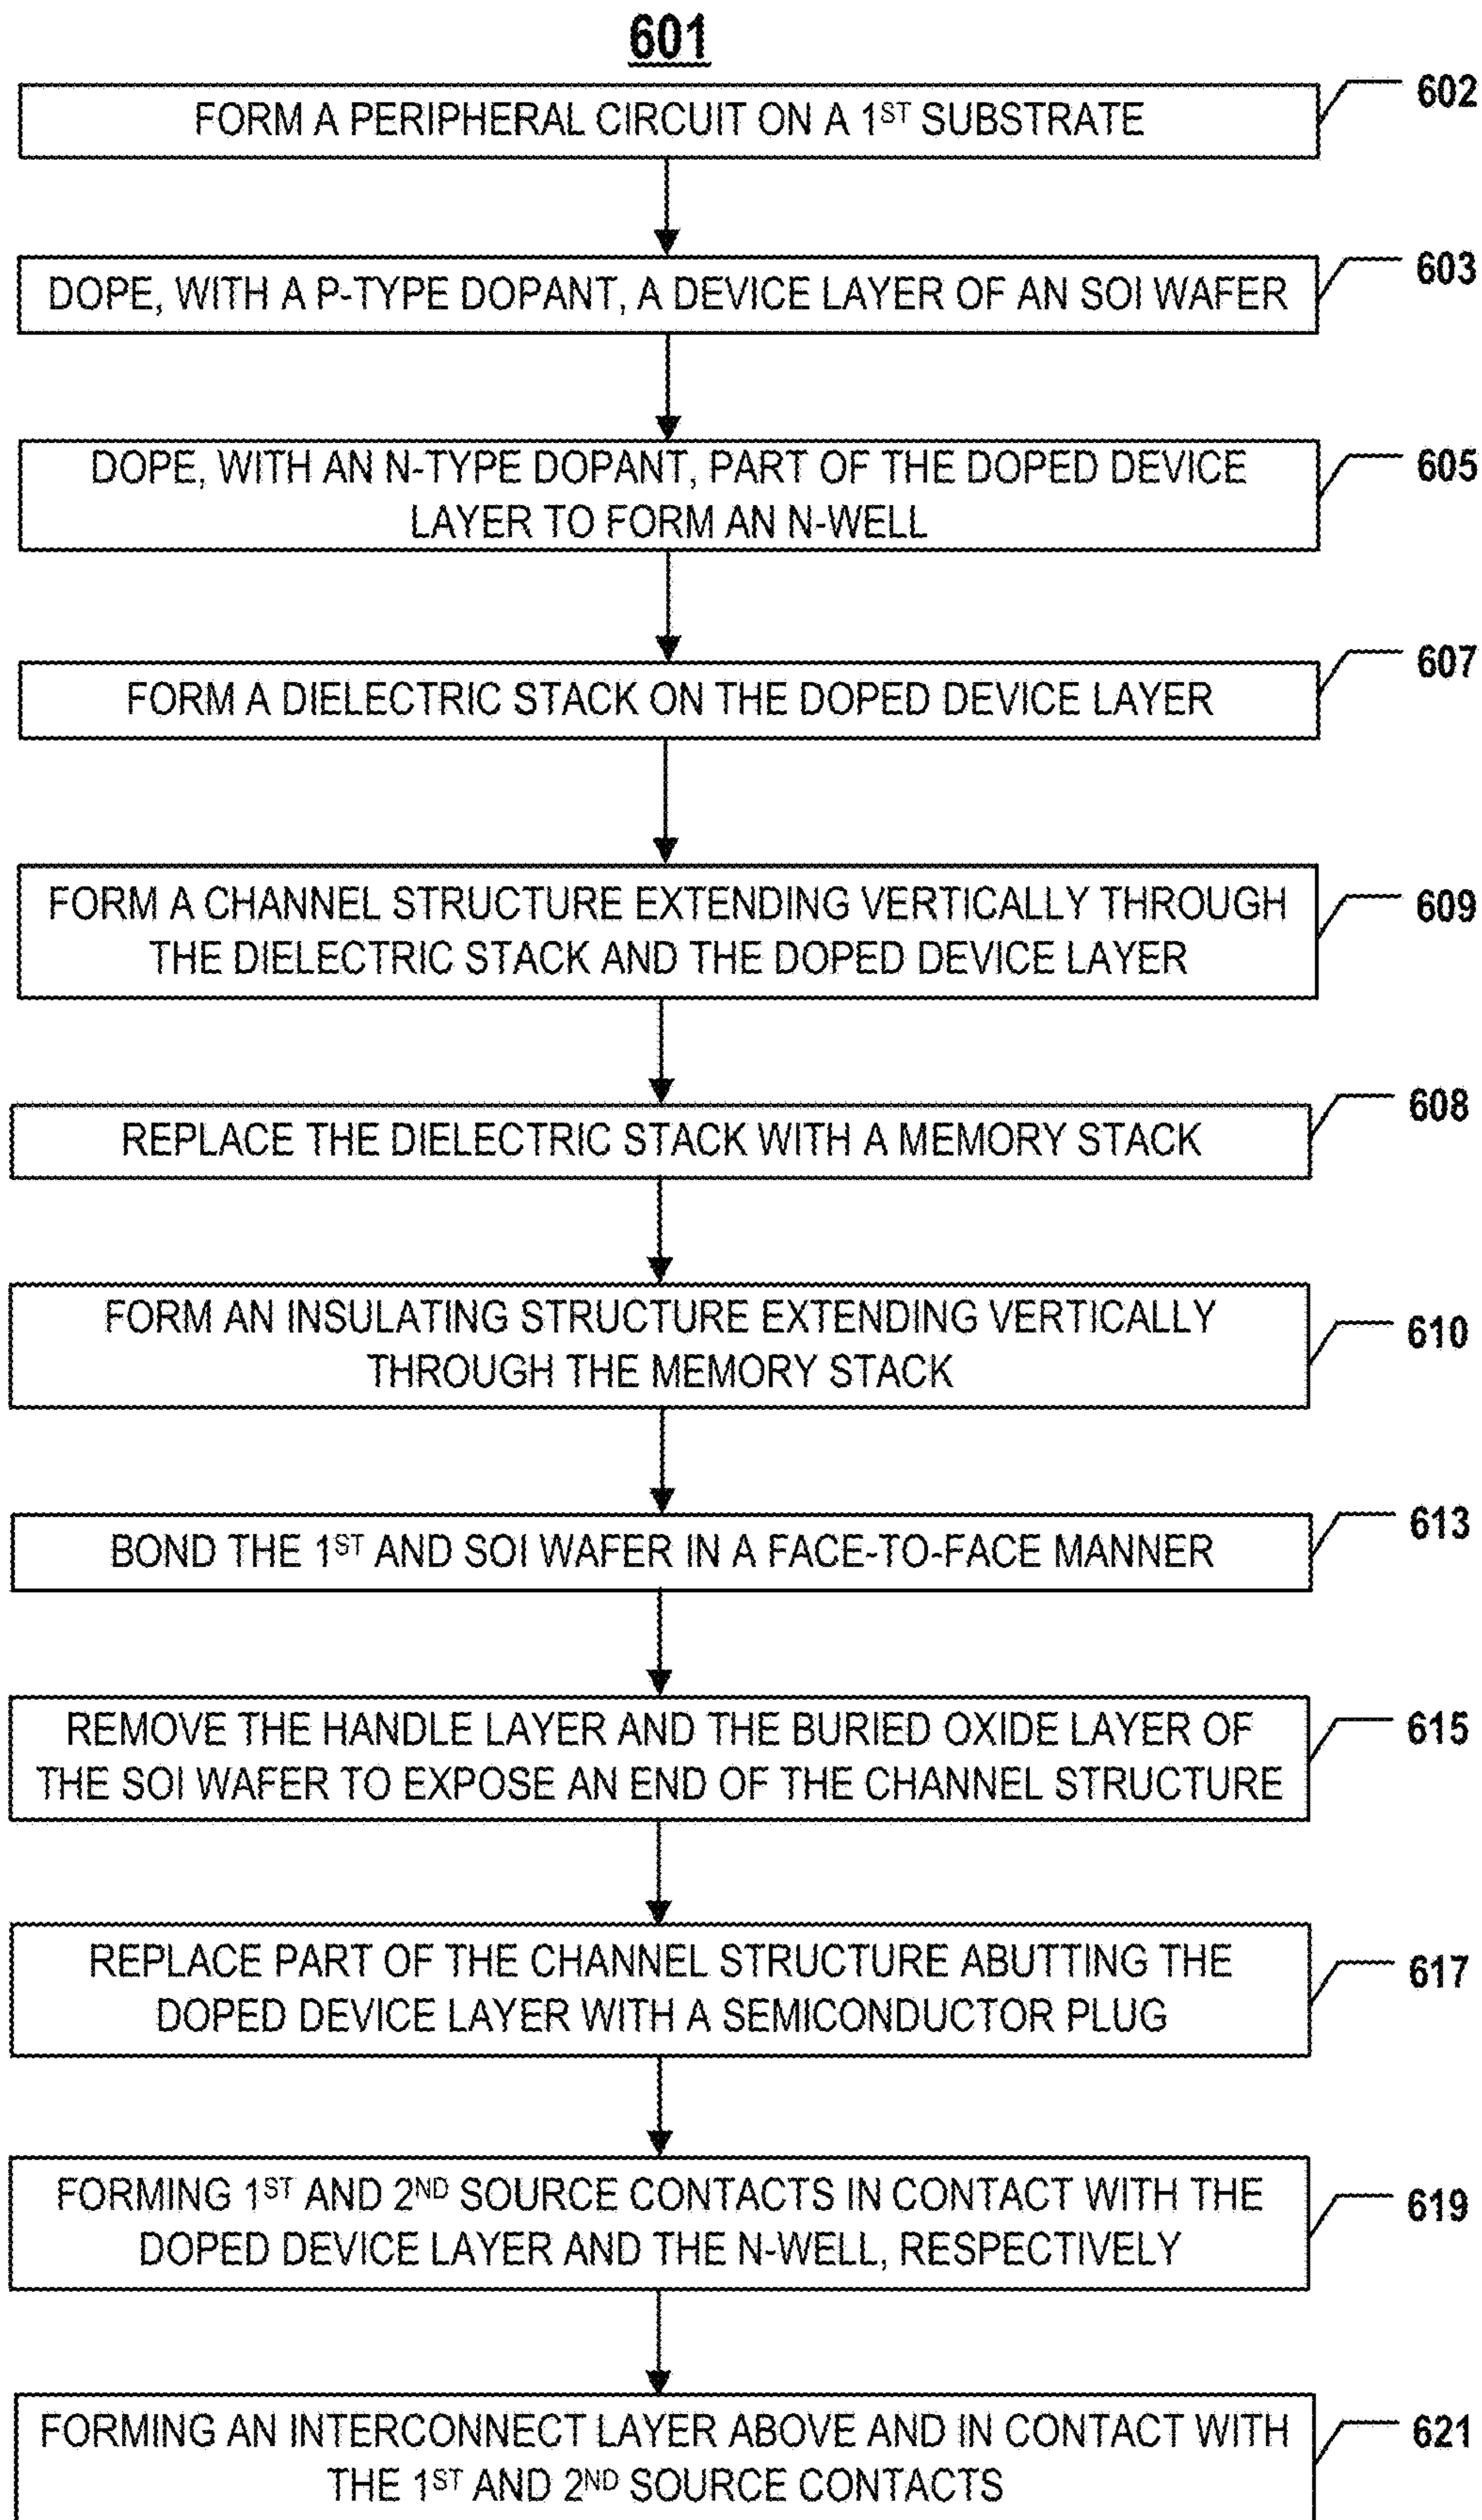 601
FORM A PERIPHERAL CIRCUIT ON A 1ST SUBSTRATE
602
DOPE, WITH A P-TYPE DOPANT, A DEVICE LAYER OF AN SOI WAFER
603
DOPE, WITH AN N-TYPE DOPANT, PART OF THE DOPED DEVICE
LAYER TO FORM AN N-WELL
605
FORM A DIELECTRIC STACK ON THE DOPED DEVICE LAYER
607
FORM A CHANNEL STRUCTURE EXTENDING VERTICALLY THROUGH
THE DIELECTRIC STACK AND THE DOPED DEVICE LAYER
609
REPLACE THE DIELECTRIC STACK WITH A MEMORY STACK
608
FORM AN INSULATING STRUCTURE EXTENDING VERTICALLY
THROUGH THE MEMORY STACK
610
BOND THE 1ST AND SOI WAFER IN A FACE-TO-FACE MANNER
613
REMOVE THE HANDLE LAYER AND THE BURIED OXIDE LAYER OF
THE SOI WAFER TO EXPOSE AN END OF THE CHANNEL STRUCTURE
615
REPLACE PART OF THE CHANNEL STRUCTURE ABUTTING THE
DOPED DEVICE LAYER WITH A SEMICONDUCTOR PLUG
617
FORMING 1ST AND 2ND SOURCE CONTACTS IN CONTACT WITH THE
DOPED DEVICE LAYER AND THE N-WELL, RESPECTIVELY
619
FORMING AN INTERCONNECT LAYER ABOVE AND IN CONTACT WITH
THE 1ST AND 2ND SOURCE CONTACTS
621